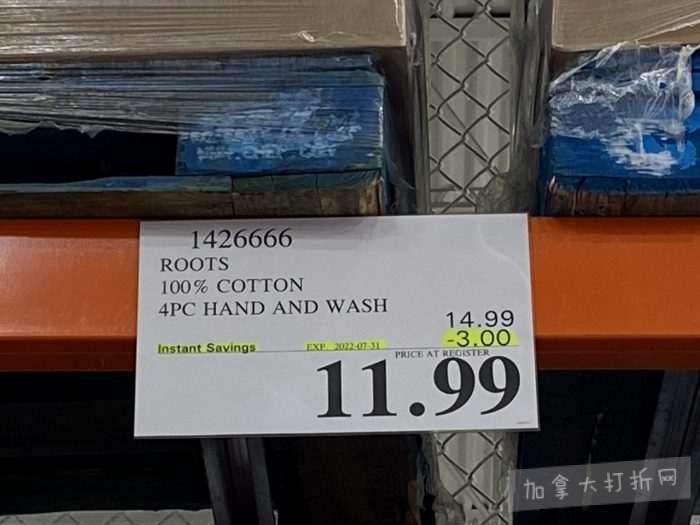 1426666
ROOTS
100% COTTON
4PC HAND AND WASH
14.99
Instant Savings EXP. 2022-07-31 -3.00
PRICE AT REGISTER
11.99
加拿大打折网